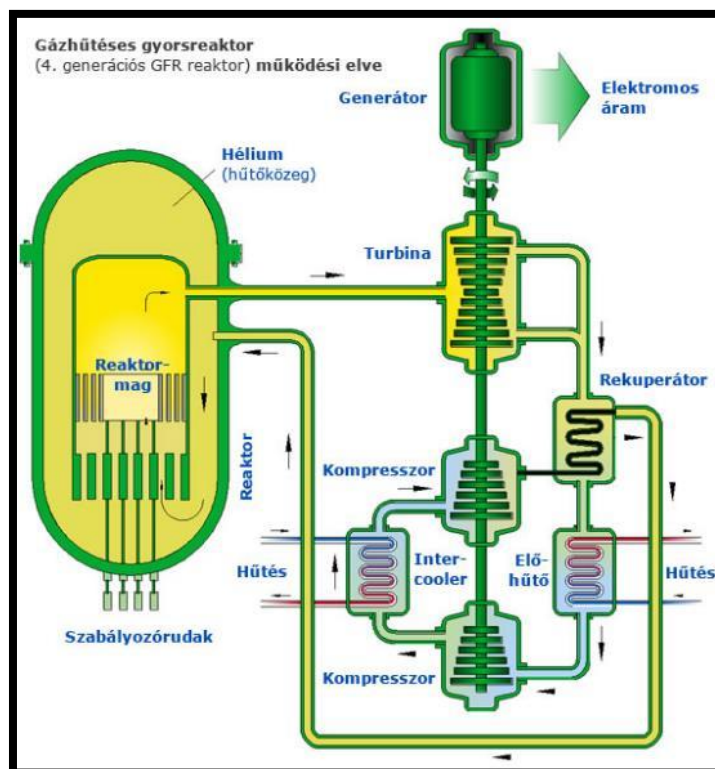 Gázhűtéses gyorsreaktor
(4. generációs GFR reaktor) működési elve
Generátor
Elektromos
áram
Hélium
(hűtőközeg)
Turbina
Reaktor-
mag
Rekuperátor
Reaktor
Kompresszor
Hűtés
Inter-
cooler
Elő-
hűtő
Hűtés
Szabályozórudak
Kompresszor